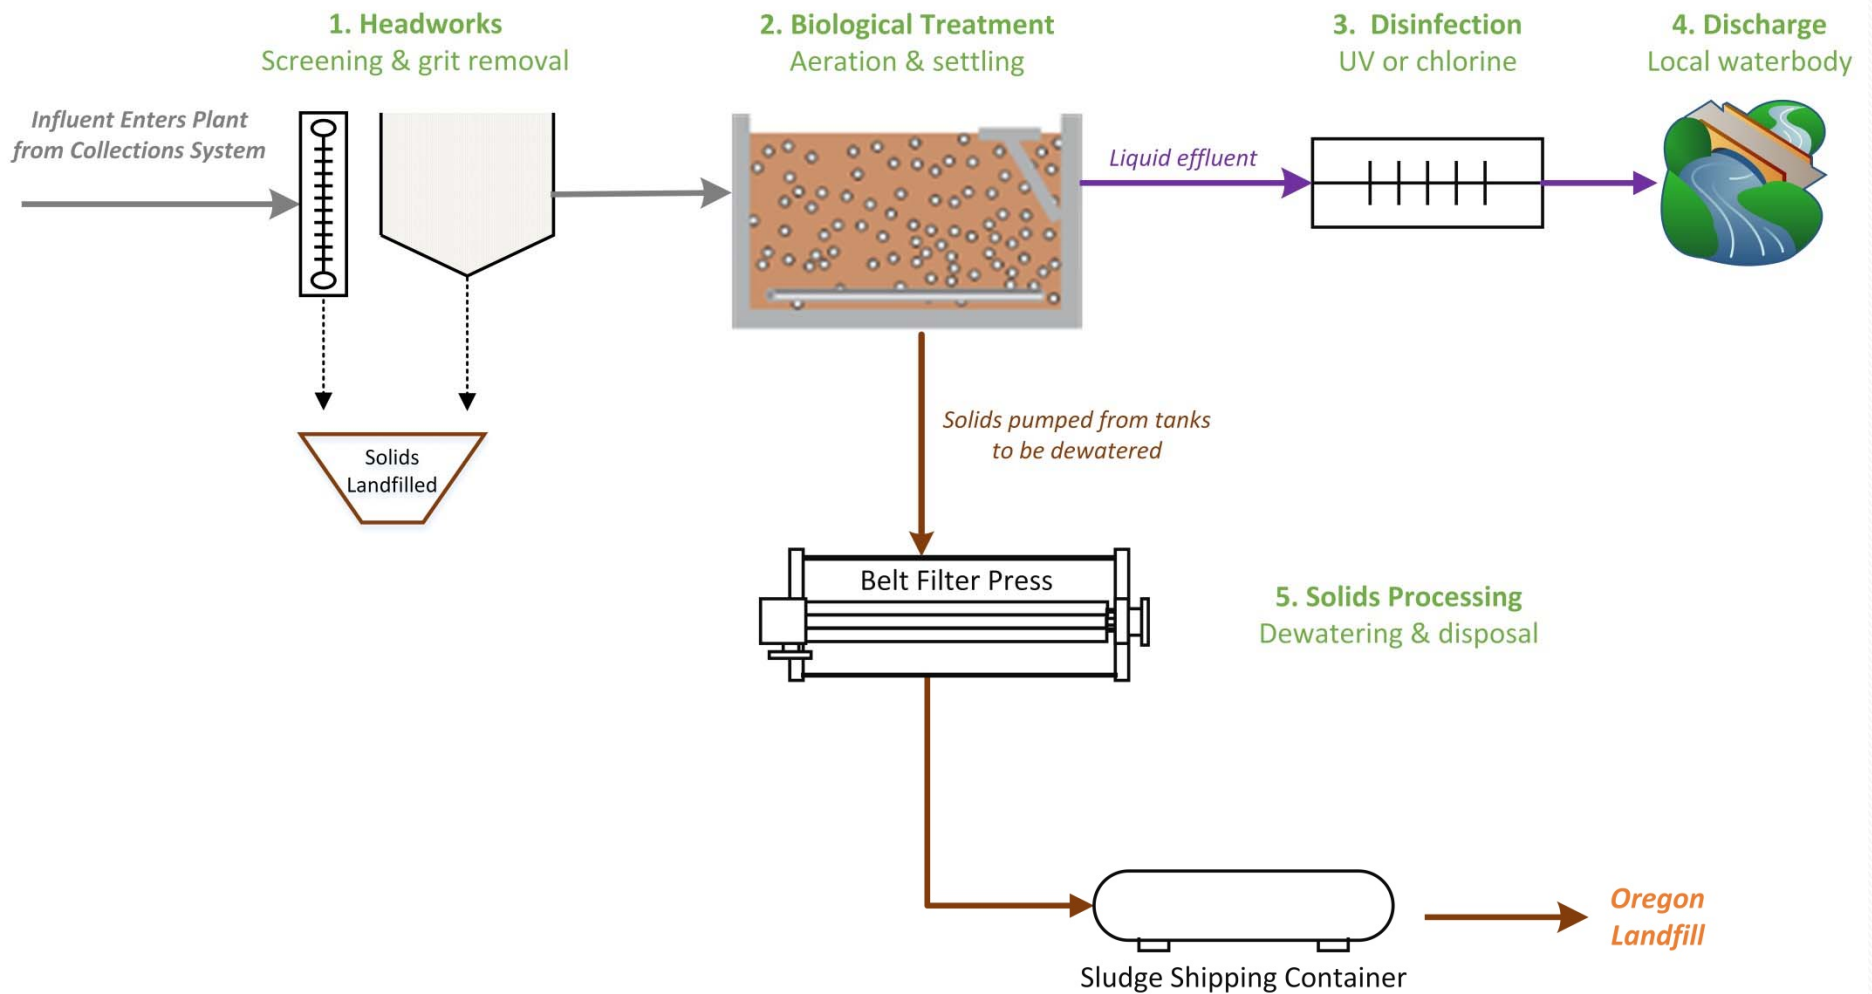 1. Headworks
Screening & grit removal
2. Biological Treatment
Aeration & settling
3. Disinfection
UV or chlorine
4. Discharge
Local waterbody
Influent Enters Plant
from Collections System
Liquid effluent
Solids
Landfilled
Solids pumped from tanks
to be dewatered
Belt Filter Press
5. Solids Processing
Dewatering & disposal
Sludge Shipping Container
Oregon
Landfill